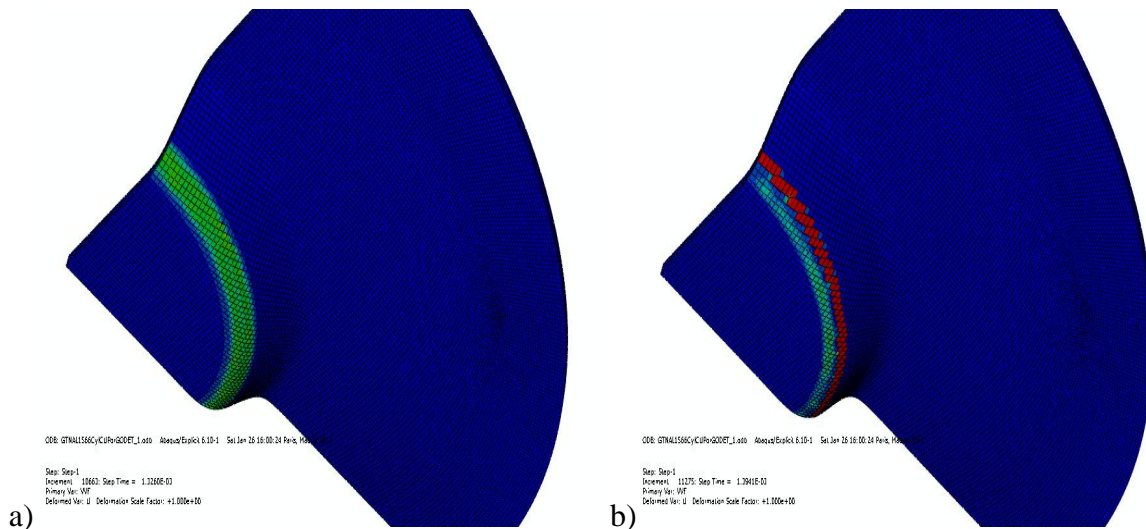 ODB: GTNAL1566CylCUPorGODET_1.odb Abaqus/Explicit 6.10-1 Sat Jan 26 16:00:24 Paris,
Step: Step-1
Increment 10663: Step Time = 1.3260E-03
Primary Var: VVF
Deformed Var: U Deformation Scale Factor: +1.000e+00
a)
ODB: GTNAL1566CylCUPorGODET_1.odb Abaqus/Explicit 6.10-1 Sat Jan 26 16:00:24 Paris,
Step: Step-1
Increment 11275: Step Time = 1.3941E-03
Primary Var: VVF
Deformed Var: U Deformation Scale Factor: +1.000e+00
b)